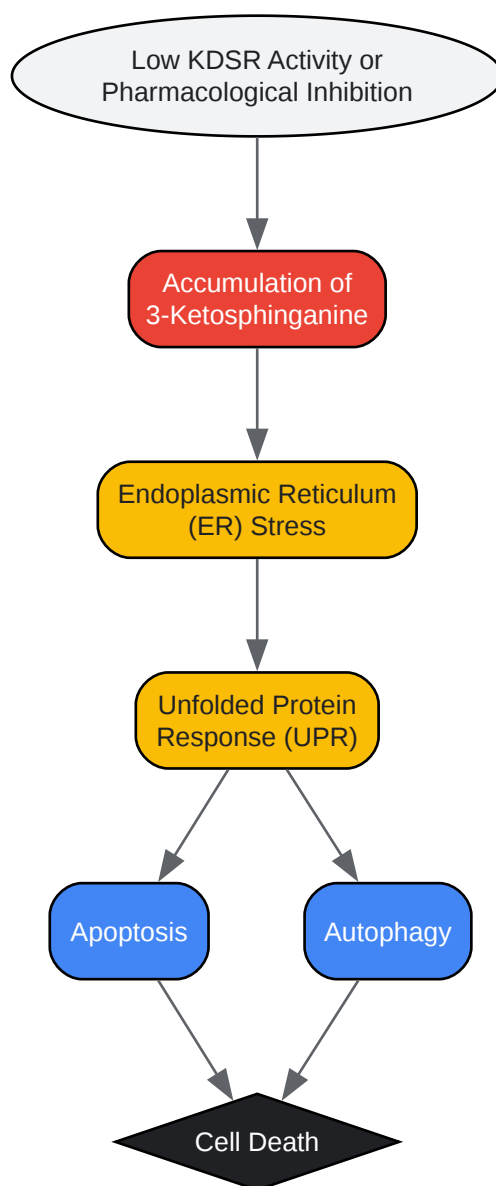 Low KDSR Activity or
Pharmacological Inhibition
Accumulation of
3-Ketosphinganine
Endoplasmic Reticulum
(ER) Stress
Unfolded Protein
Response (UPR)
Apoptosis
Autophagy
Cell Death